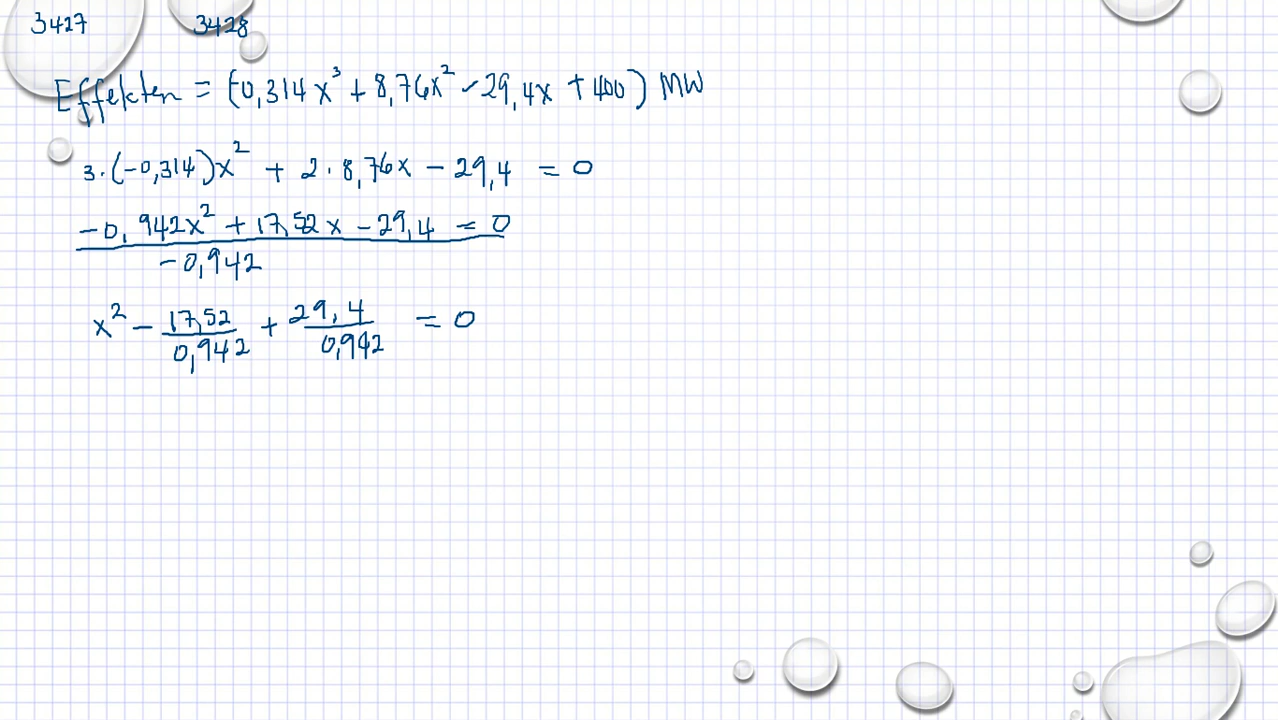 3427 3428
Effekten = (-0,314x³ + 8,76x² - 29,4x + 400) MW
3·(-0,314)x² + 2·8,76x - 29,4 = 0
-0,942x² + 17,52x - 29,4 = 0
-0,942
x² - 17,52/0,942 + 29,4/0,942 = 0